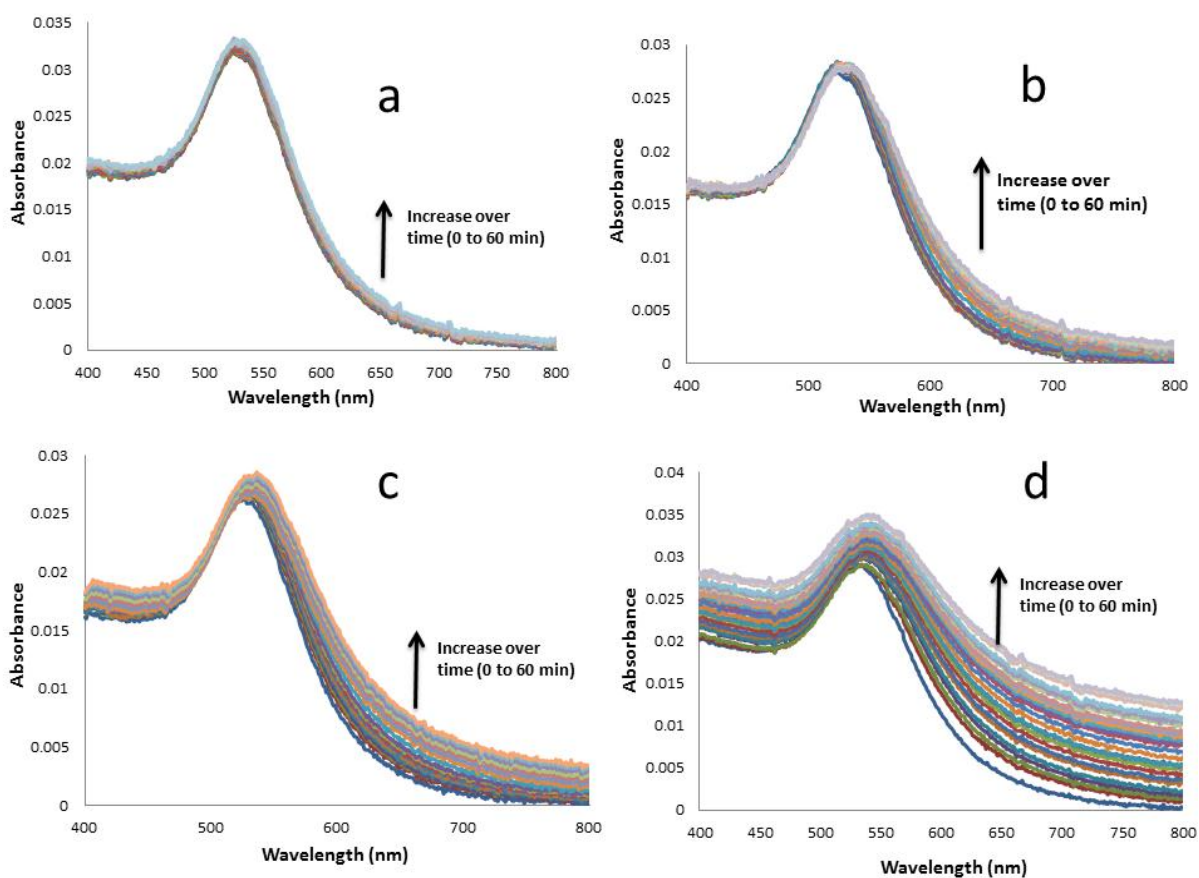 a
0.035
0.03
0.025
0.02
0.015
0.01
0.005
0
Absorbance
Increase over
time (0 to 60 min)
400 450 500 550 600 650 700 750 800
Wavelength (nm)
b
0.03
0.025
0.02
0.015
0.01
0.005
0
Absorbance
Increase over
time (0 to 60 min)
400 500 600 700 800
Wavelength (nm)
c
0.03
0.025
0.02
0.015
0.01
0.005
0
Absorbance
Increase over
time (0 to 60 min)
400 500 600 700 800
Wavelength (nm)
d
0.04
0.035
0.03
0.025
0.02
0.015
0.01
0.005
0
Absorbance
Increase over
time (0 to 60 min)
400 450 500 550 600 650 700 750 800
Wavelength (nm)